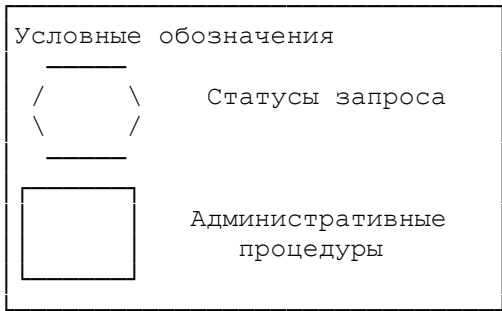 Условные обозначения
Статусы запроса
Административные
процедуры